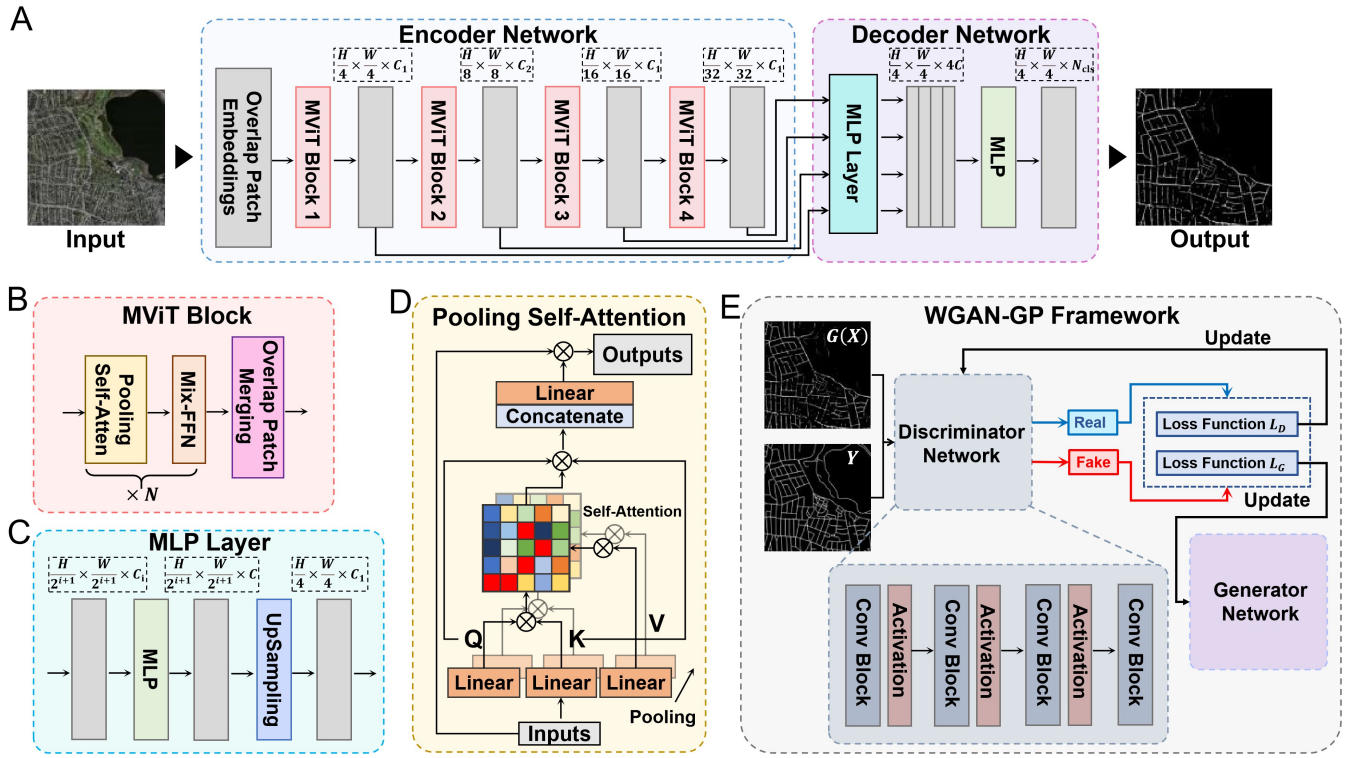 A
Encoder Network
Decoder Network
H/4 × W/4 × C₁
H/8 × W/8 × C₂
H/16 × W/16 × C₁
H/32 × W/32 × C₁
H/4 × W/4 × 4C
H/4 × W/4 × N_cls
Overlap Patch
Embeddings
MViT Block 1
MViT Block 2
MViT Block 3
MViT Block 4
MLP Layer
MLP
Input
Output
B
MViT Block
Pooling
Self-Atten
Mix-FFN
Overlap Patch
Merging
× N
C
MLP Layer
H/2^{i+1} × W/2^{i+1} × C_i
H/2^{i+1} × W/2^{i+1} × C
H/4 × W/4 × C₁
MLP
UpSampling
D
Pooling Self-Attention
Outputs
Linear
Concatenate
Self-Attention
Q
K
V
Linear
Linear
Linear
Pooling
Inputs
E
WGAN-GP Framework
G(X)
Y
Update
Discriminator
Network
Real
Fake
Loss Function L_D
Loss Function L_G
Update
Generator
Network
Conv Block
Activation
Conv Block
Activation
Conv Block
Activation
Conv Block